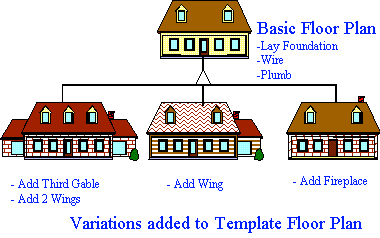 Basic Floor Plan
-Lay Foundation
-Wire
-Plumb
- Add Third Gable
- Add 2 Wings
- Add Wing
- Add Fireplace
Variations added to Template Floor Plan